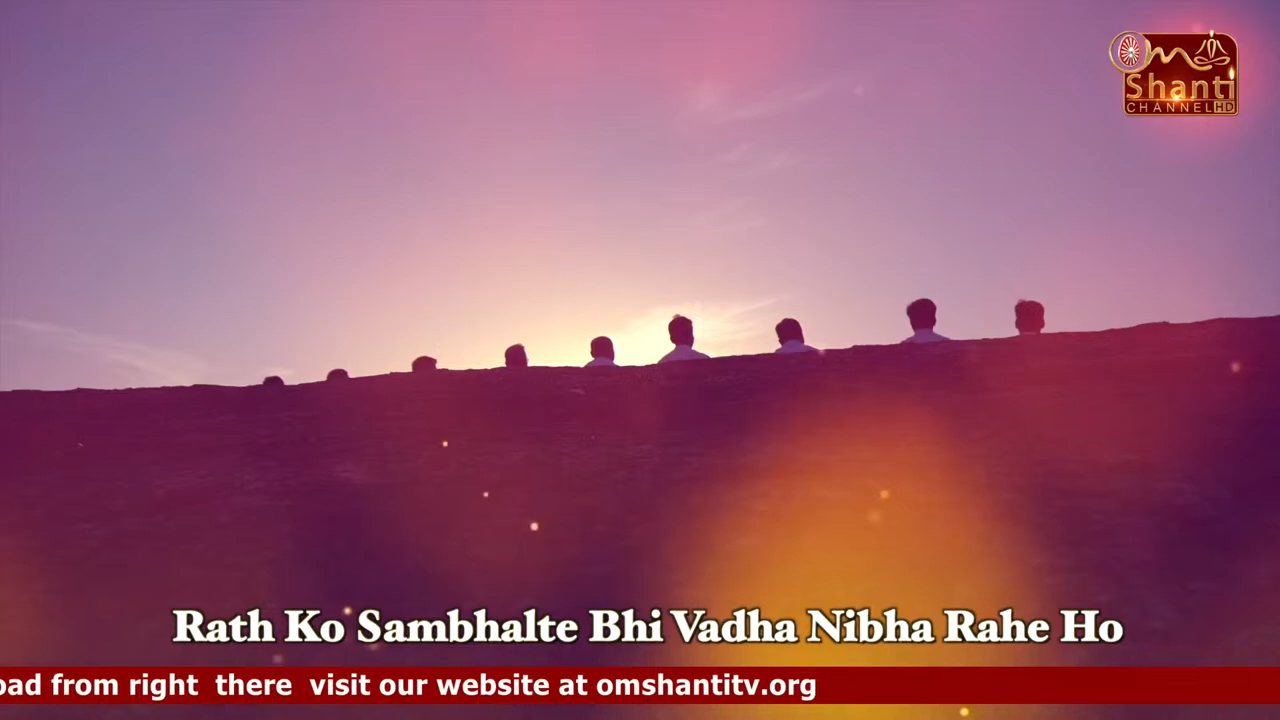 Om
Shanti
CHANNEL HD
Rath Ko Sambhalte Bhi Vadha Nibha Rahe Ho
oad from right there visit our website at omshantitv.org